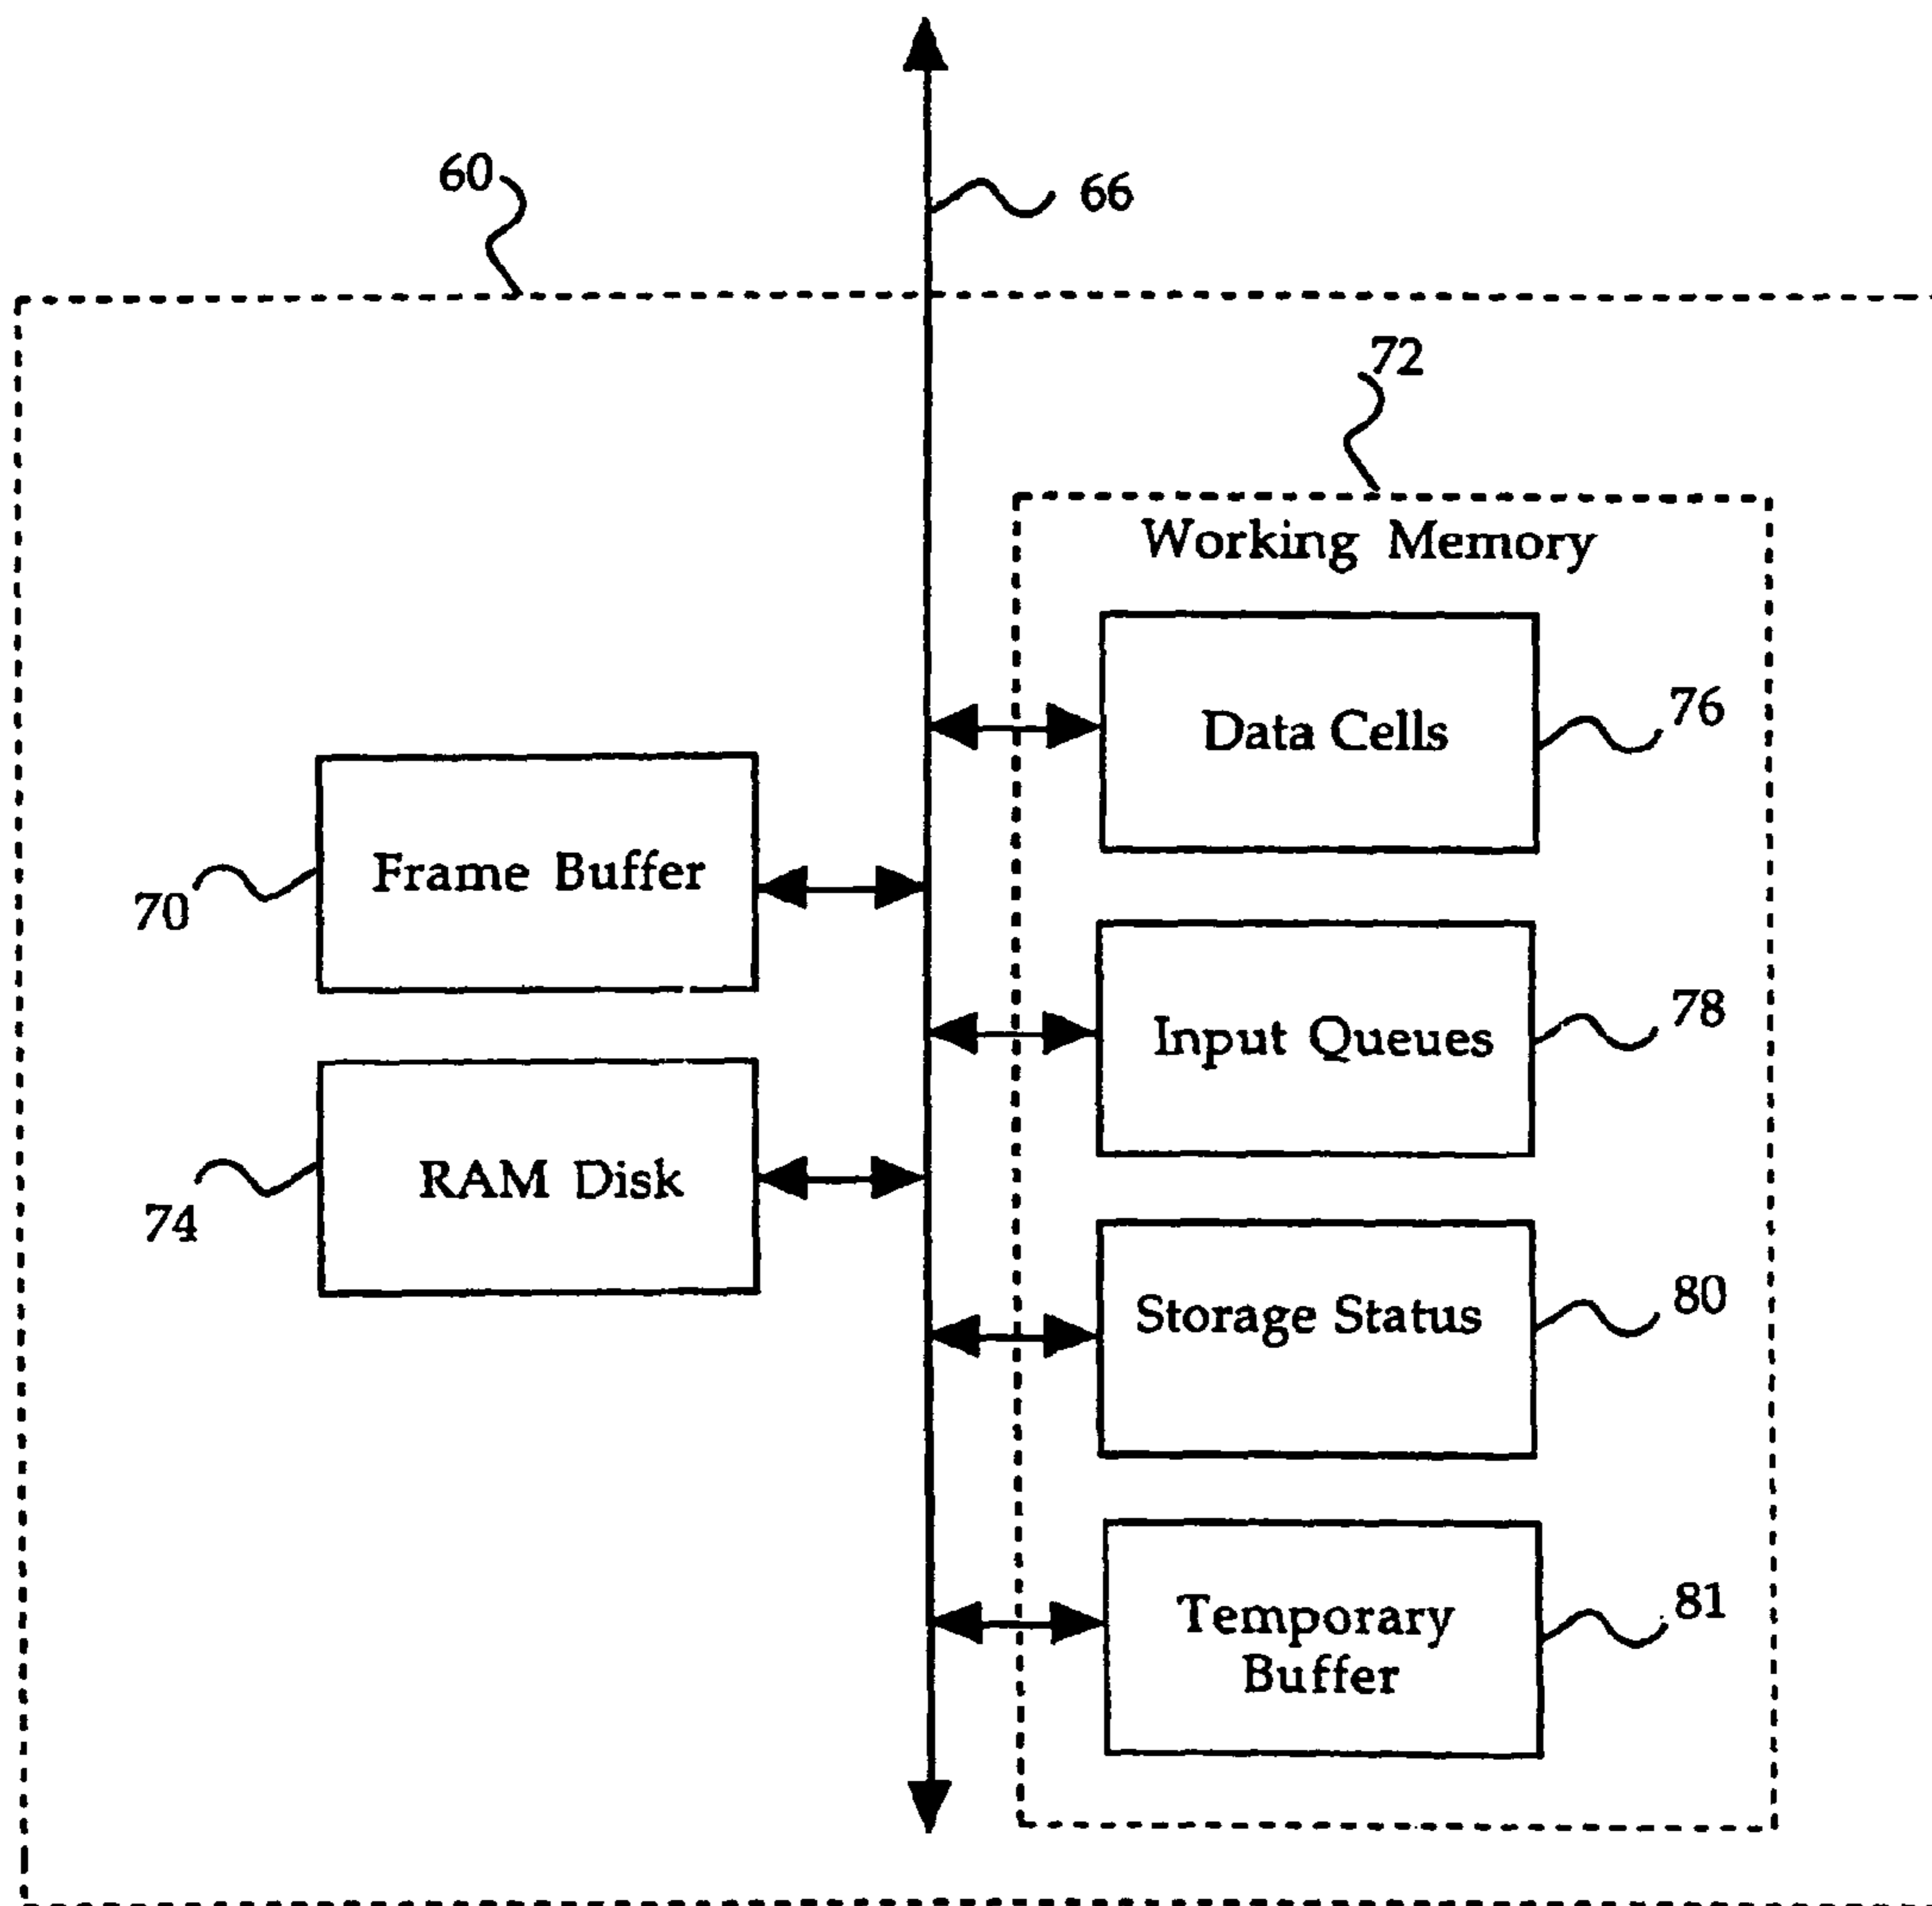 60
66
72
Working Memory
Data Cells
76
Frame Buffer
70
Input Queues
78
RAM Disk
74
Storage Status
80
Temporary
Buffer
81